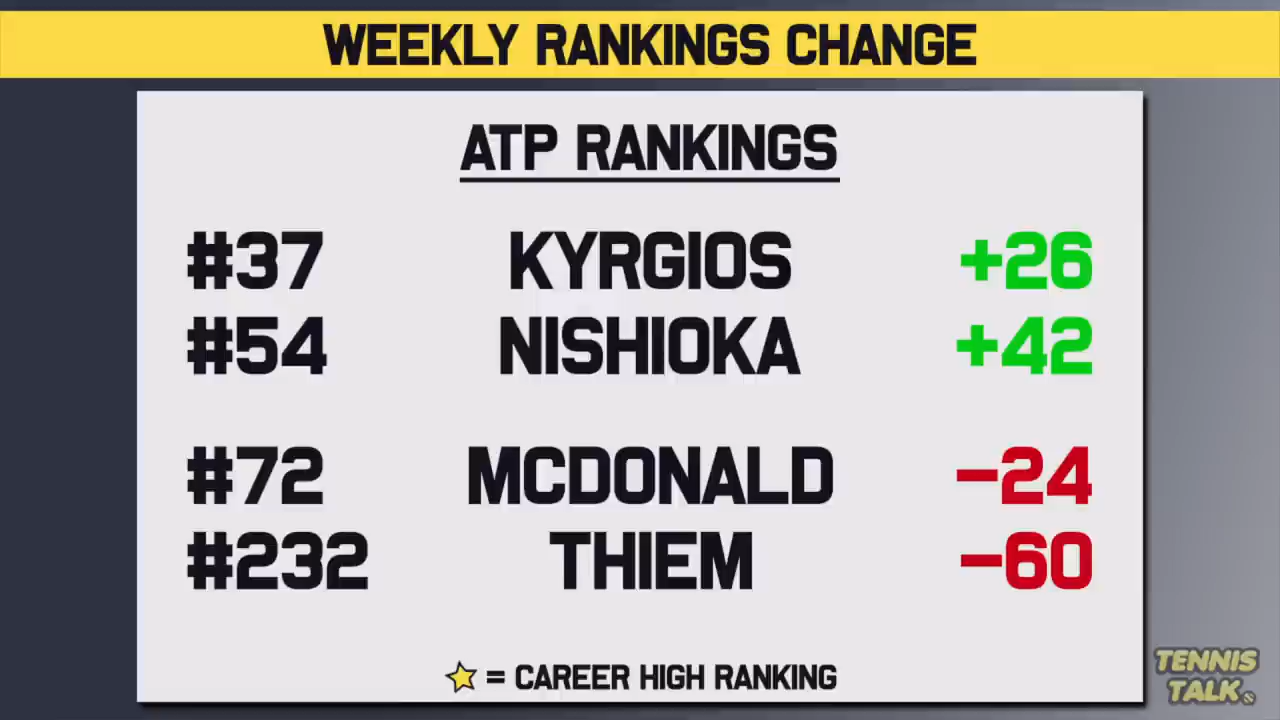 WEEKLY RANKINGS CHANGE
ATP RANKINGS
#37 KYRGIOS +26
#54 NISHIOKA +42
#72 MCDONALD -24
#232 THIEM -60
= CAREER HIGH RANKING
TENNIS
TALK